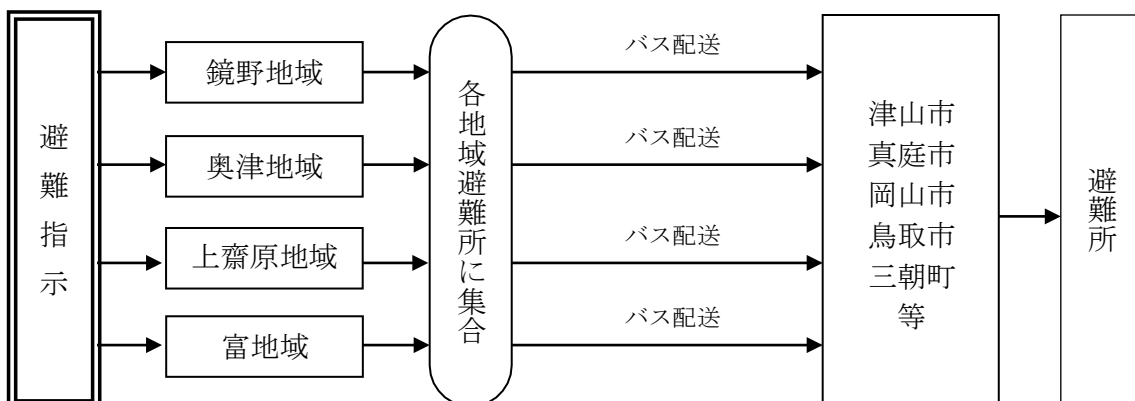 避難指示
鏡野地域
奥津地域
上齋原地域
富地域
各地域避難所に集合
バス配送
バス配送
バス配送
バス配送
津山市
真庭市
岡山市
鳥取市
三朝町
等
避難所